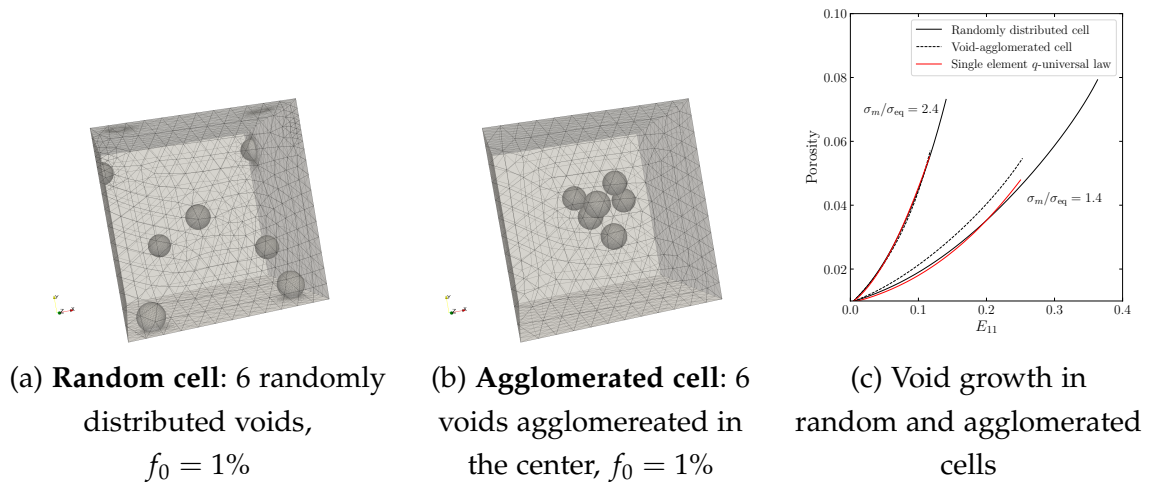 0.10
0.08
0.06
0.04
0.02
Porosity
Randomly distributed cell
Void-agglomerated cell
Single element q-universal law
σm/σeq = 2.4
σm/σeq = 1.4
0.0 0.1 0.2 0.3 0.4
E11
(a) Random cell: 6 randomly
distributed voids,
f0 = 1%
(b) Agglomerated cell: 6
voids agglomereated in
the center, f0 = 1%
(c) Void growth in
random and agglomerated
cells